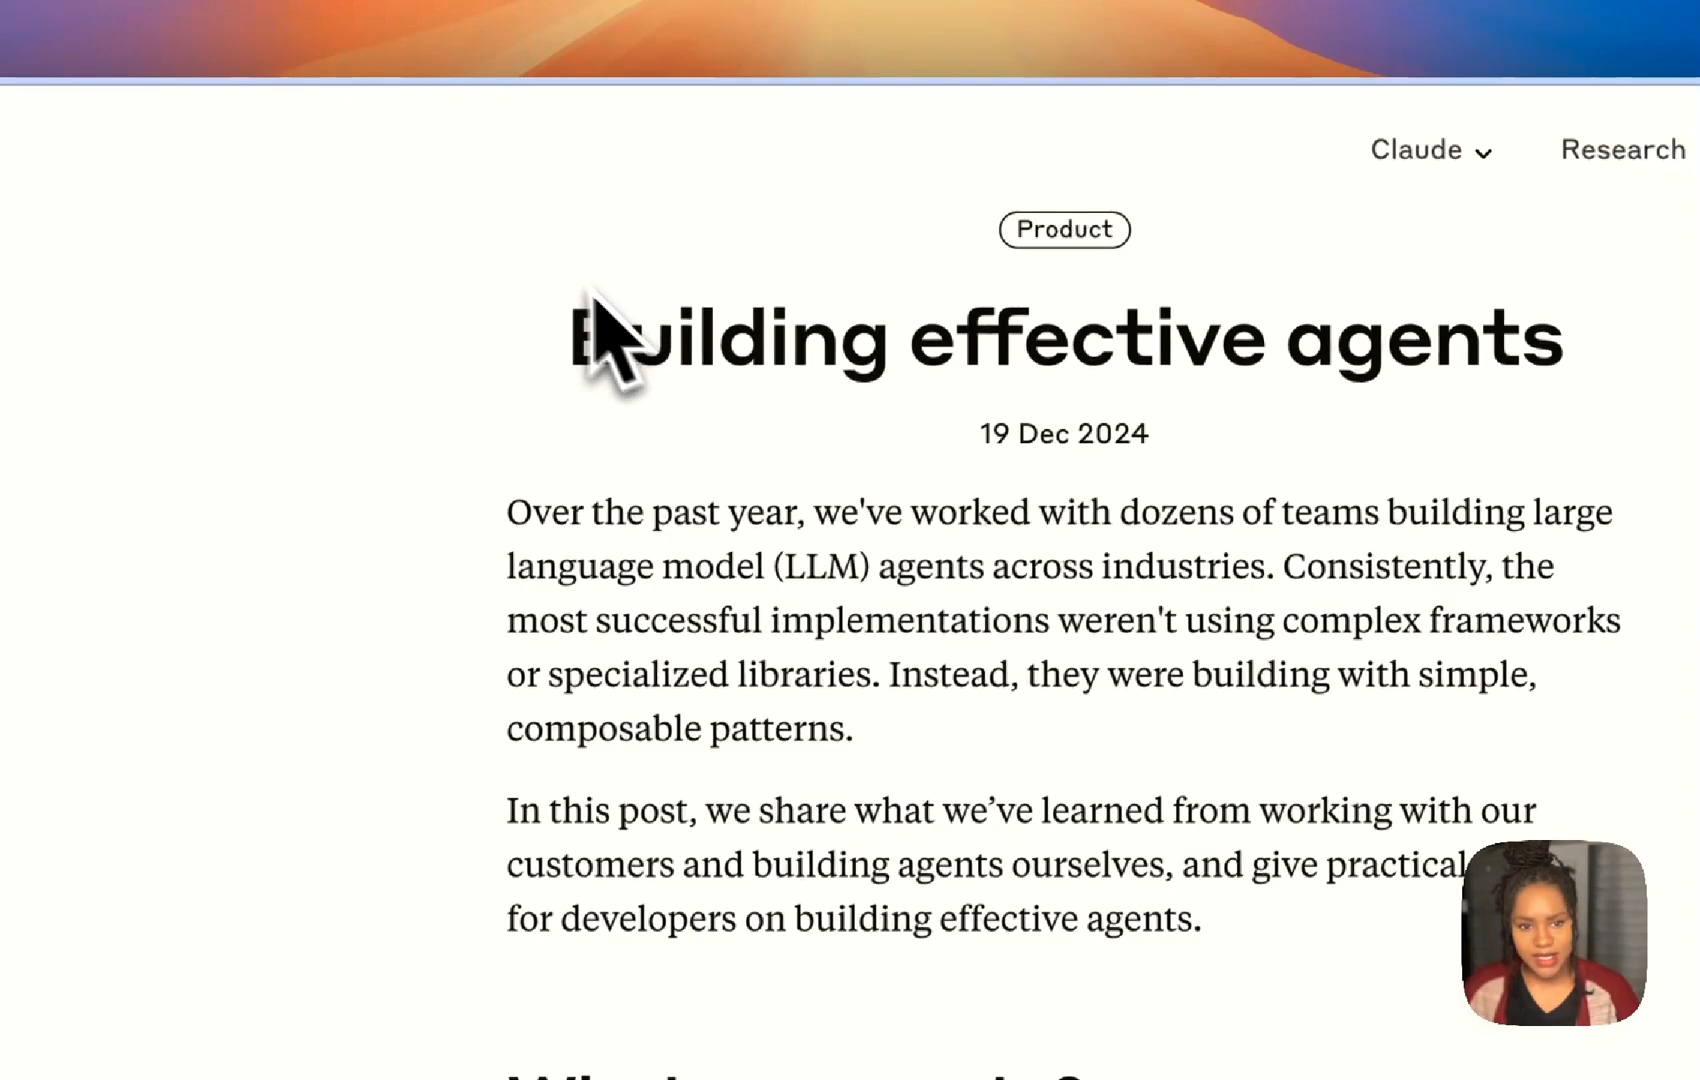 Claude Research
Product
Building effective agents
19 Dec 2024
Over the past year, we've worked with dozens of teams building large
language model (LLM) agents across industries. Consistently, the
most successful implementations weren't using complex frameworks
or specialized libraries. Instead, they were building with simple,
composable patterns.
In this post, we share what we’ve learned from working with our
customers and building agents ourselves, and give practical
for developers on building effective agents.